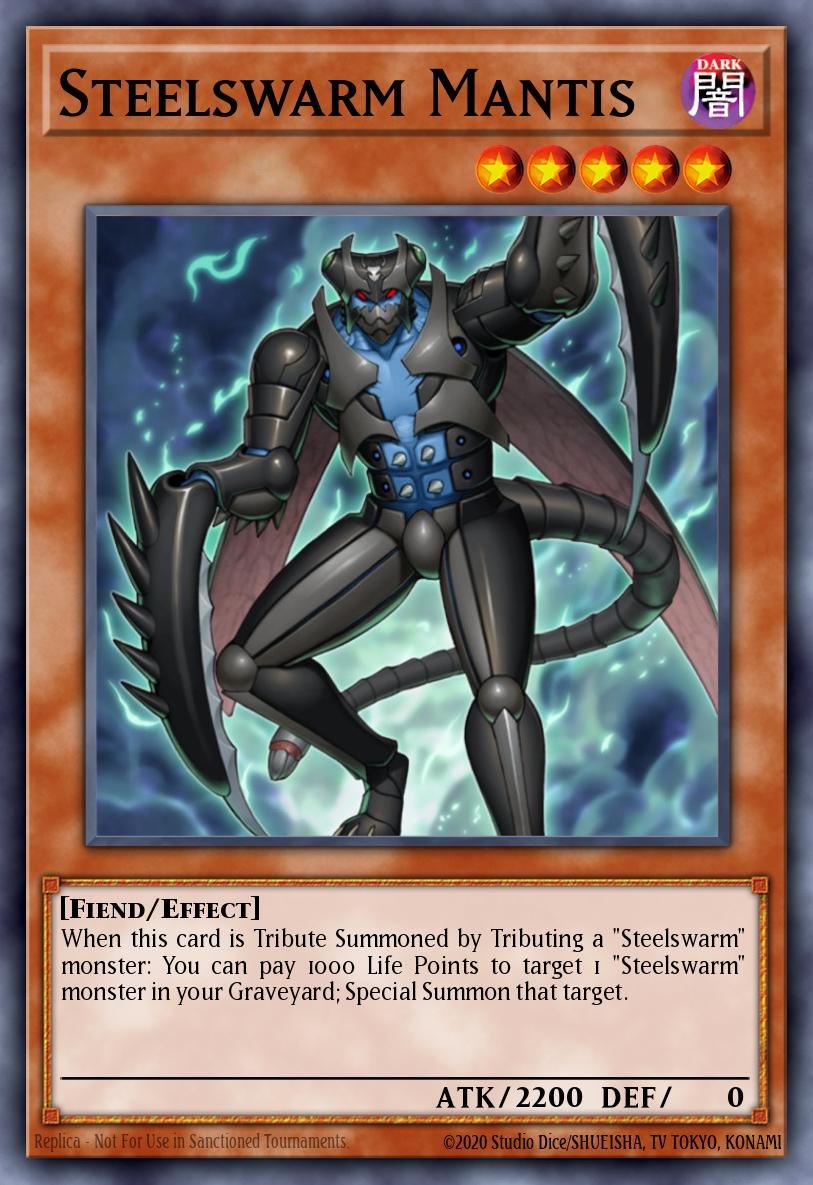 Steelswarm Mantis
DARK
闇
[Fiend/Effect]
When this card is Tribute Summoned by Tributing a "Steelswarm"
monster: You can pay 1000 Life Points to target 1 "Steelswarm"
monster in your Graveyard; Special Summon that target.
ATK/2200 DEF/ 0
Replica - Not For Use in Sanctioned Tournaments.
©2020 Studio Dice/SHUEISHA, TV TOKYO, KONAMI